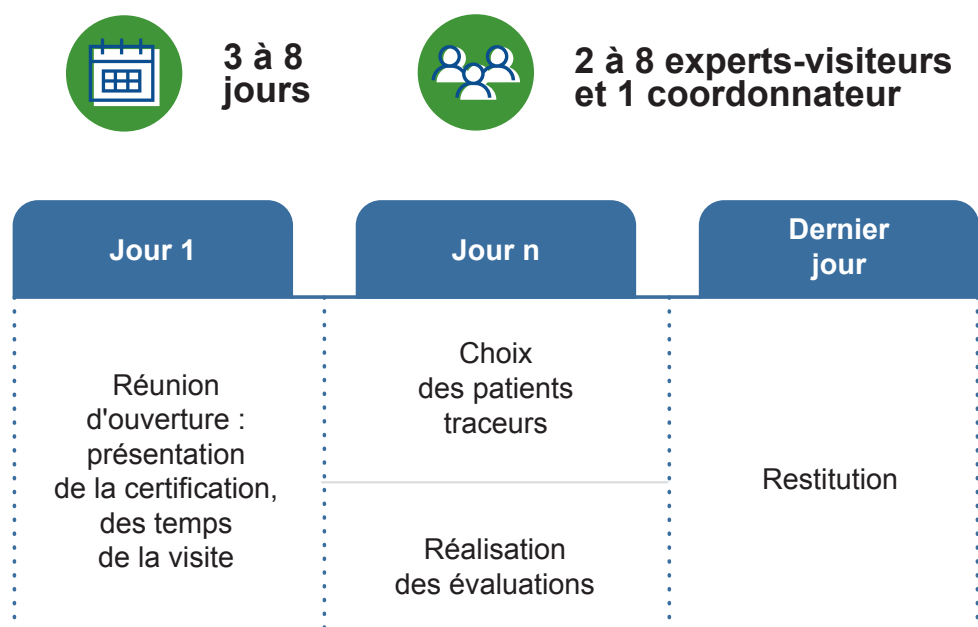 3 à 8
jours
2 à 8 experts-visiteurs
et 1 coordonnateur
Jour 1
Jour n
Dernier
jour
Réunion
d'ouverture :
présentation
de la certification,
des temps
de la visite
Choix
des patients
traceurs
Réalisation
des évaluations
Restitution